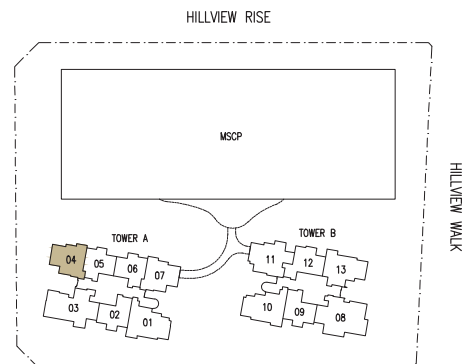 HILLVIEW RISE
MSCP
HILLVIEW WALK
TOWER A
TOWER B
04
05
06
07
11
12
13
03
02
01
10
09
08